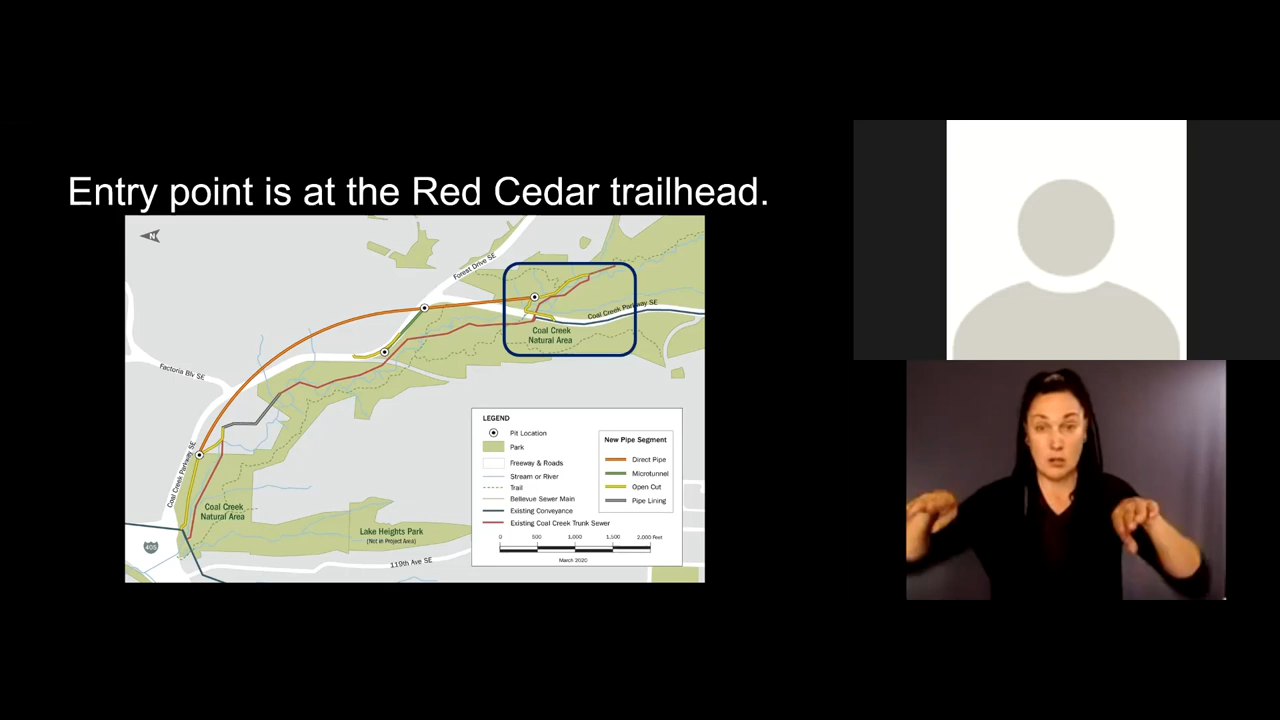 Entry point is at the Red Cedar trailhead.
N
Forest Drive SE
Coal Creek Parkway SE
Coal Creek
Natural Area
Factoria Blv SE
Coal Creek Parkway SE
Coal Creek
Natural Area
405
Lake Heights Park
(Not in Project Area)
119th Ave SE
LEGEND
Pit Location
Park
Freeway & Roads
Stream or River
Trail
Bellevue Sewer Main
Existing Conveyance
Existing Coal Creek Trunk Sewer
New Pipe Segment
Direct Pipe
Microtunnel
Open Cut
Pipe Lining
0 500 1,000 1,500 2,000 Feet
March 2020